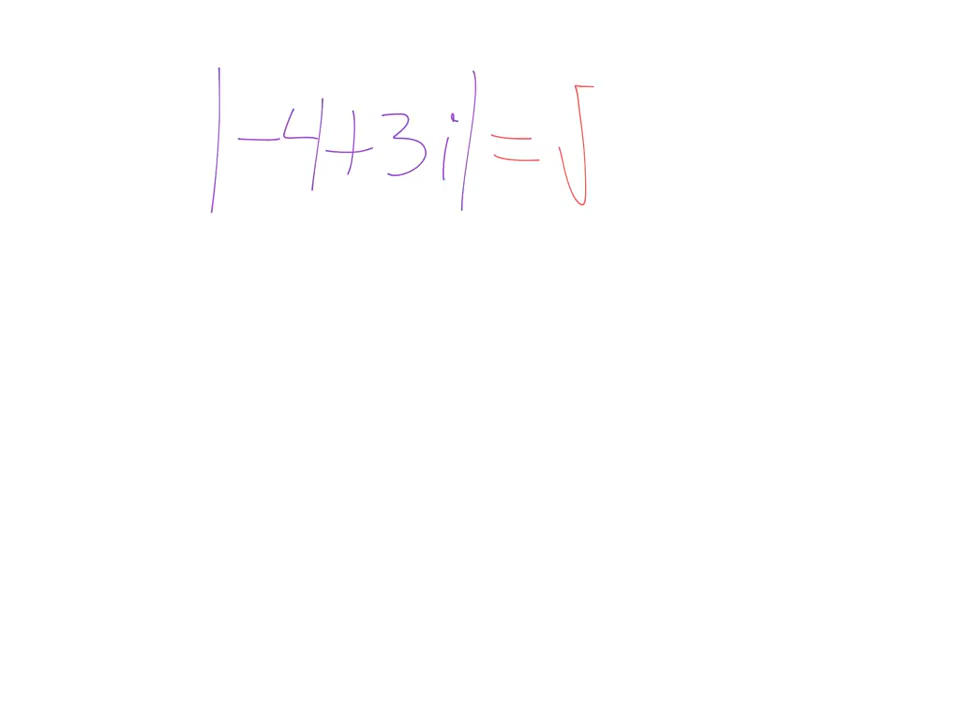 |-4+3i| = √